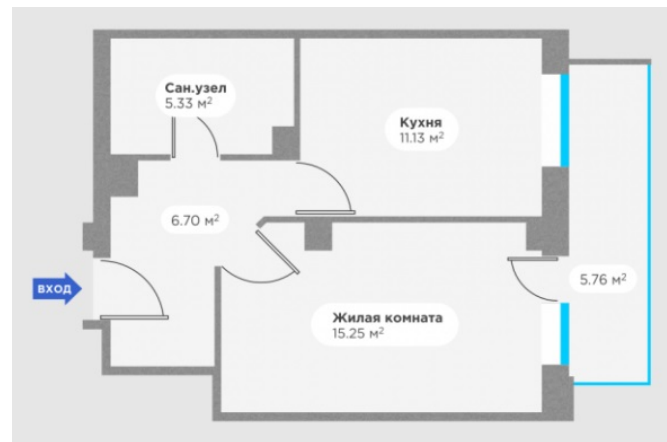 Сан.узел
5.33 м²
Кухня
11.13 м²
6.70 м²
ВХОД
5.76 м²
Жилая комната
15.25 м²